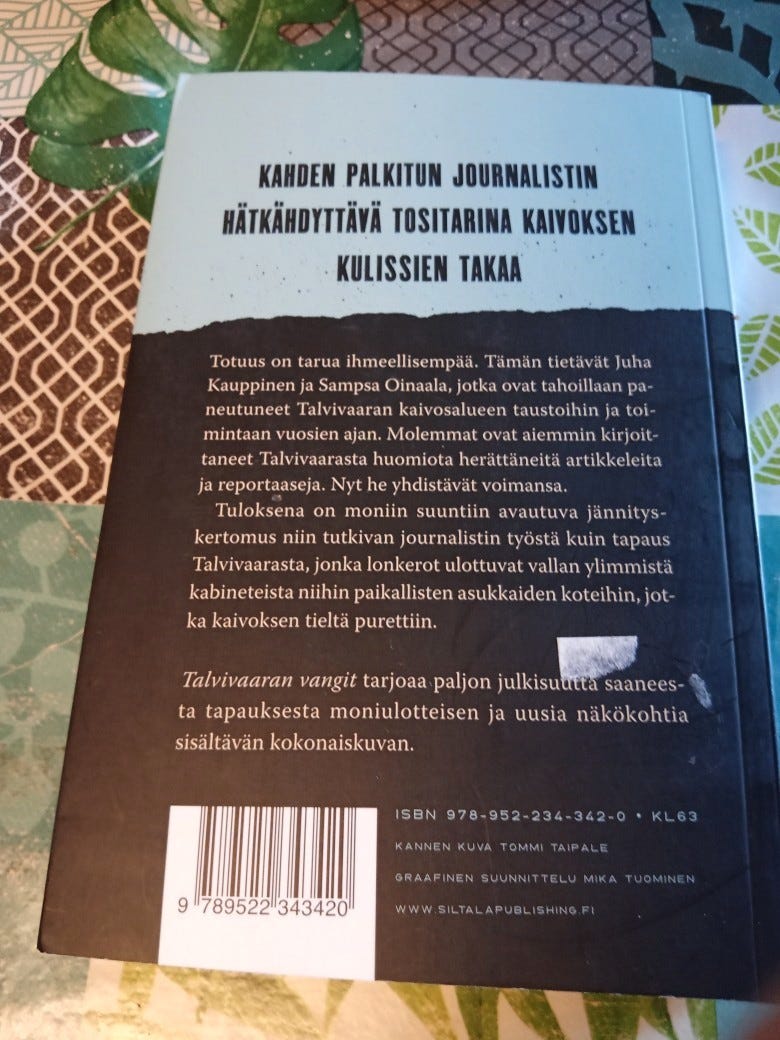 KAHDEN PALKITUN JOURNALISTIN
HÄTKÄHDYTTÄVÄ TOSITARINA KAIVOKSEN
KULISSIEN TAKAA
Totuus on tarua ihmeellisempää. Tämän tietävät Juha
Kauppinen ja Sampsa Oinaala, jotka ovat tahoillaan pa-
neutuneet Talvivaaran kaivosalueen taustoihin ja toi-
mintaan vuosien ajan. Molemmat ovat aiemmin kirjoit-
taneet Talvivaarasta huomiota herättäneitä artikkeleita
ja reportaaseja. Nyt he yhdistävät voimansa.
Tuloksena on moniin suuntiin avautuva jännitys-
kertomus niin tutkivan journalistin työstä kuin tapaus
Talvivaarasta, jonka lonkerot ulottuvat vallan ylimmistä
kabineteista niihin paikallisten asukkaiden koteihin, jot-
ka kaivoksen tieltä purettiin.
Talvivaaran vangit tarjoaa paljon julkisuutta saanees-
ta tapauksesta moniulotteisen ja uusia näkökohtia
sisältävän kokonaiskuvan.
ISBN 978-952-234-342-0 • KL63
KANNEN KUVA TOMMI TAIPALE
GRAAFINEN SUUNNITTELU MIKA TUOMINEN
WWW.SILTALAPUBLISHING.FI
9 789522 343420